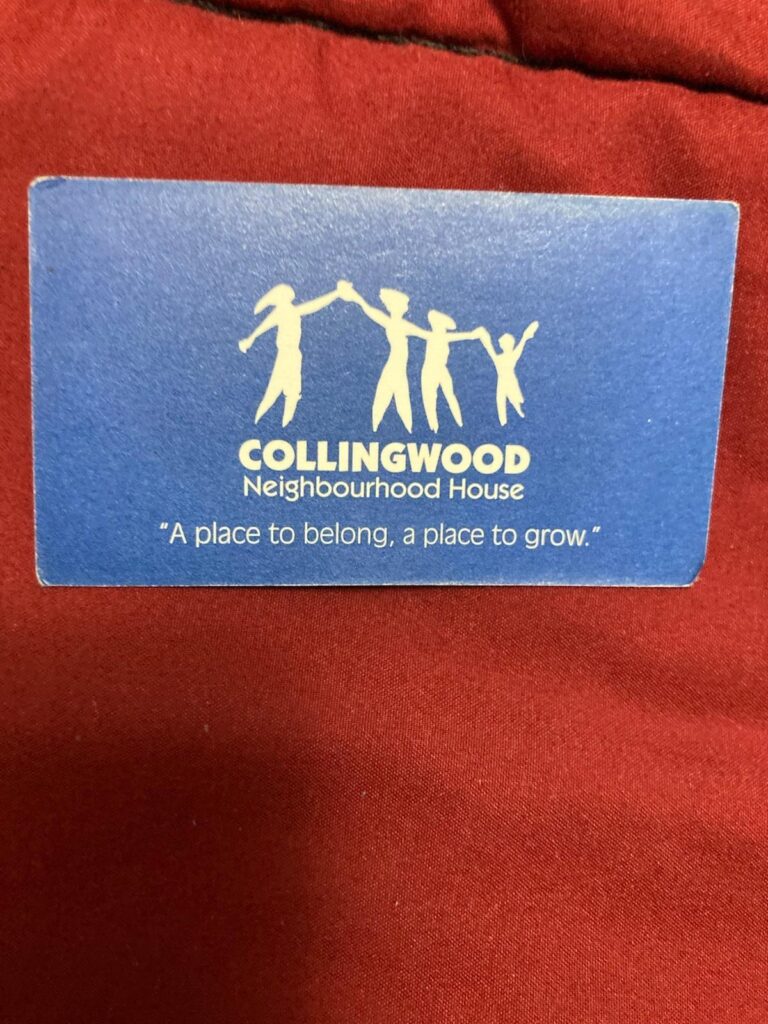 COLLINGWOOD
Neighbourhood House
“A place to belong, a place to grow.”